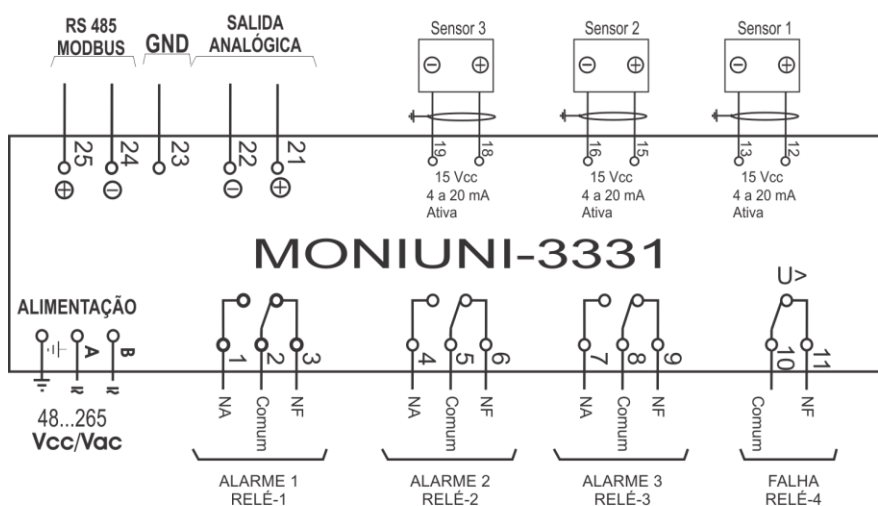 RS 485
MODBUS
GND
SALIDA
ANALÓGICA
Sensor 3
Sensor 2
Sensor 1
25
24
23
22
21
19
18
16
15
13
12
15 Vcc
4 a 20 mA
Ativa
15 Vcc
4 a 20 mA
Ativa
15 Vcc
4 a 20 mA
Ativa
MONIUNI-3331
U>
ALIMENTAÇÃO
A
B
1
2
3
4
5
6
7
8
9
10
11
NA
Comum
NF
NA
Comum
NF
NA
Comum
NF
Comum
NF
48...265
Vcc/Vac
ALARME 1
RELÉ-1
ALARME 2
RELÉ-2
ALARME 3
RELÉ-3
FALHA
RELÉ-4